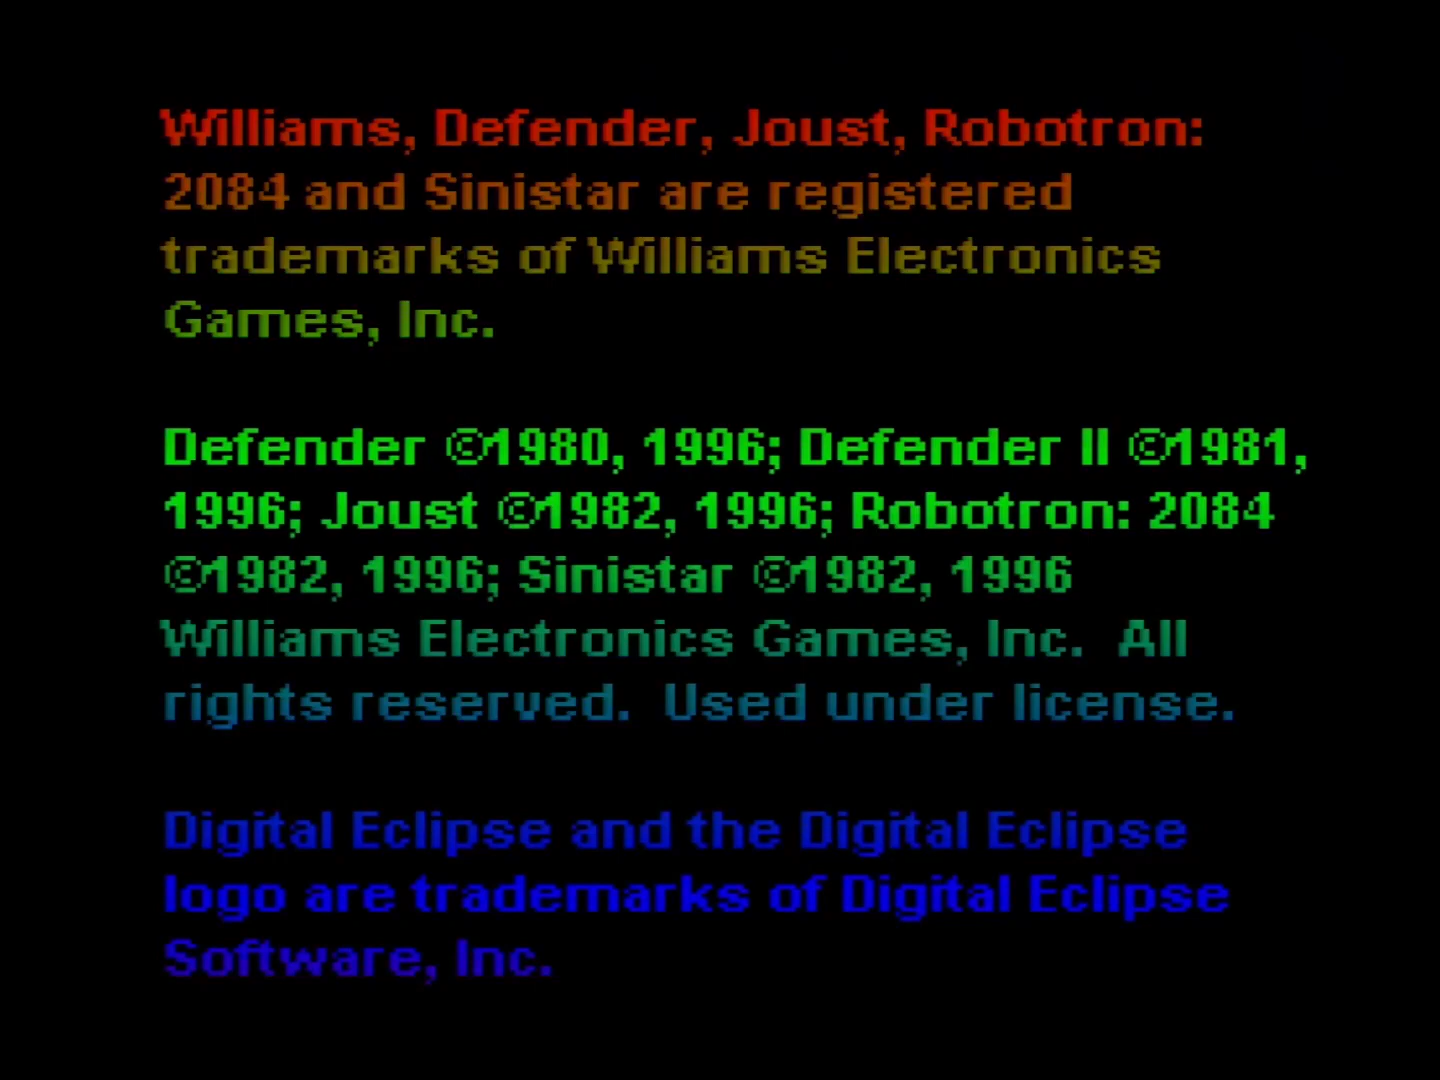 Williams, Defender, Joust, Robotron:
2084 and Sinistar are registered
trademarks of Williams Electronics
Games, Inc.
Defender ©1980, 1996; Defender II ©1981,
1996; Joust ©1982, 1996; Robotron: 2084
©1982, 1996; Sinistar ©1982, 1996
Williams Electronics Games, Inc.  All
rights reserved.  Used under license.
Digital Eclipse and the Digital Eclipse
logo are trademarks of Digital Eclipse
Software, Inc.